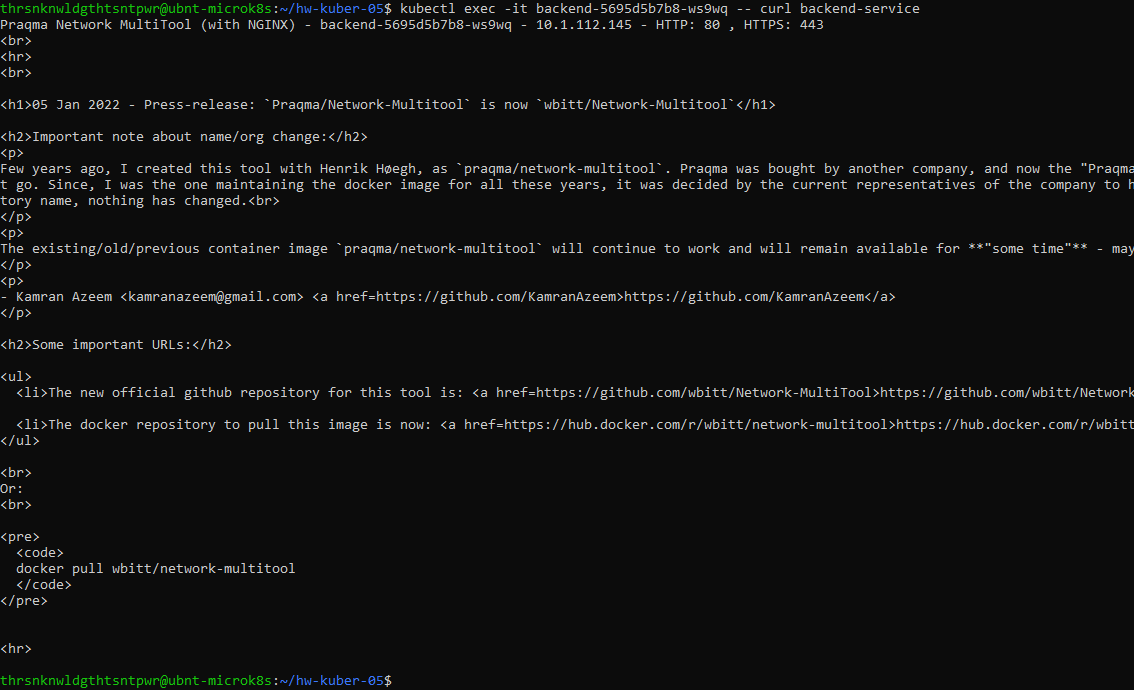 thrsnknwldgthtsntpwr@ubnt-microk8s:~/hw-kuber-05$ kubectl exec -it backend-5695d5b7b8-ws9wq -- curl backend-service
Praqma Network MultiTool (with NGINX) - backend-5695d5b7b8-ws9wq - 10.1.112.145 - HTTP: 80 , HTTPS: 443
<br>
<hr>
<br>

<h1>05 Jan 2022 - Press-release: `Praqma/Network-Multitool` is now `wbitt/Network-Multitool`</h1>

<h2>Important note about name/org change:</h2>
<p>
Few years ago, I created this tool with Henrik Høegh, as `praqma/network-multitool`. Praqma was bought by another company, and now the "Praqma
t go. Since, I was the one maintaining the docker image for all these years, it was decided by the current representatives of the company to h
tory name, nothing has changed.<br>
</p>
<p>
The existing/old/previous container image `praqma/network-multitool` will continue to work and will remain available for **"some time"** - may
</p>
<p>
- Kamran Azeem <kamranazeem@gmail.com> <a href=https://github.com/KamranAzeem>https://github.com/KamranAzeem</a>
</p>

<h2>Some important URLs:</h2>

<ul>
  <li>The new official github repository for this tool is: <a href=https://github.com/wbitt/Network-MultiTool>https://github.com/wbitt/Network

  <li>The docker repository to pull this image is now: <a href=https://hub.docker.com/r/wbitt/network-multitool>https://hub.docker.com/r/wbitt
</ul>

<br>
Or:
<br>

<pre>
  <code>
  docker pull wbitt/network-multitool
  </code>
</pre>


<hr>

thrsnknwldgthtsntpwr@ubnt-microk8s:~/hw-kuber-05$